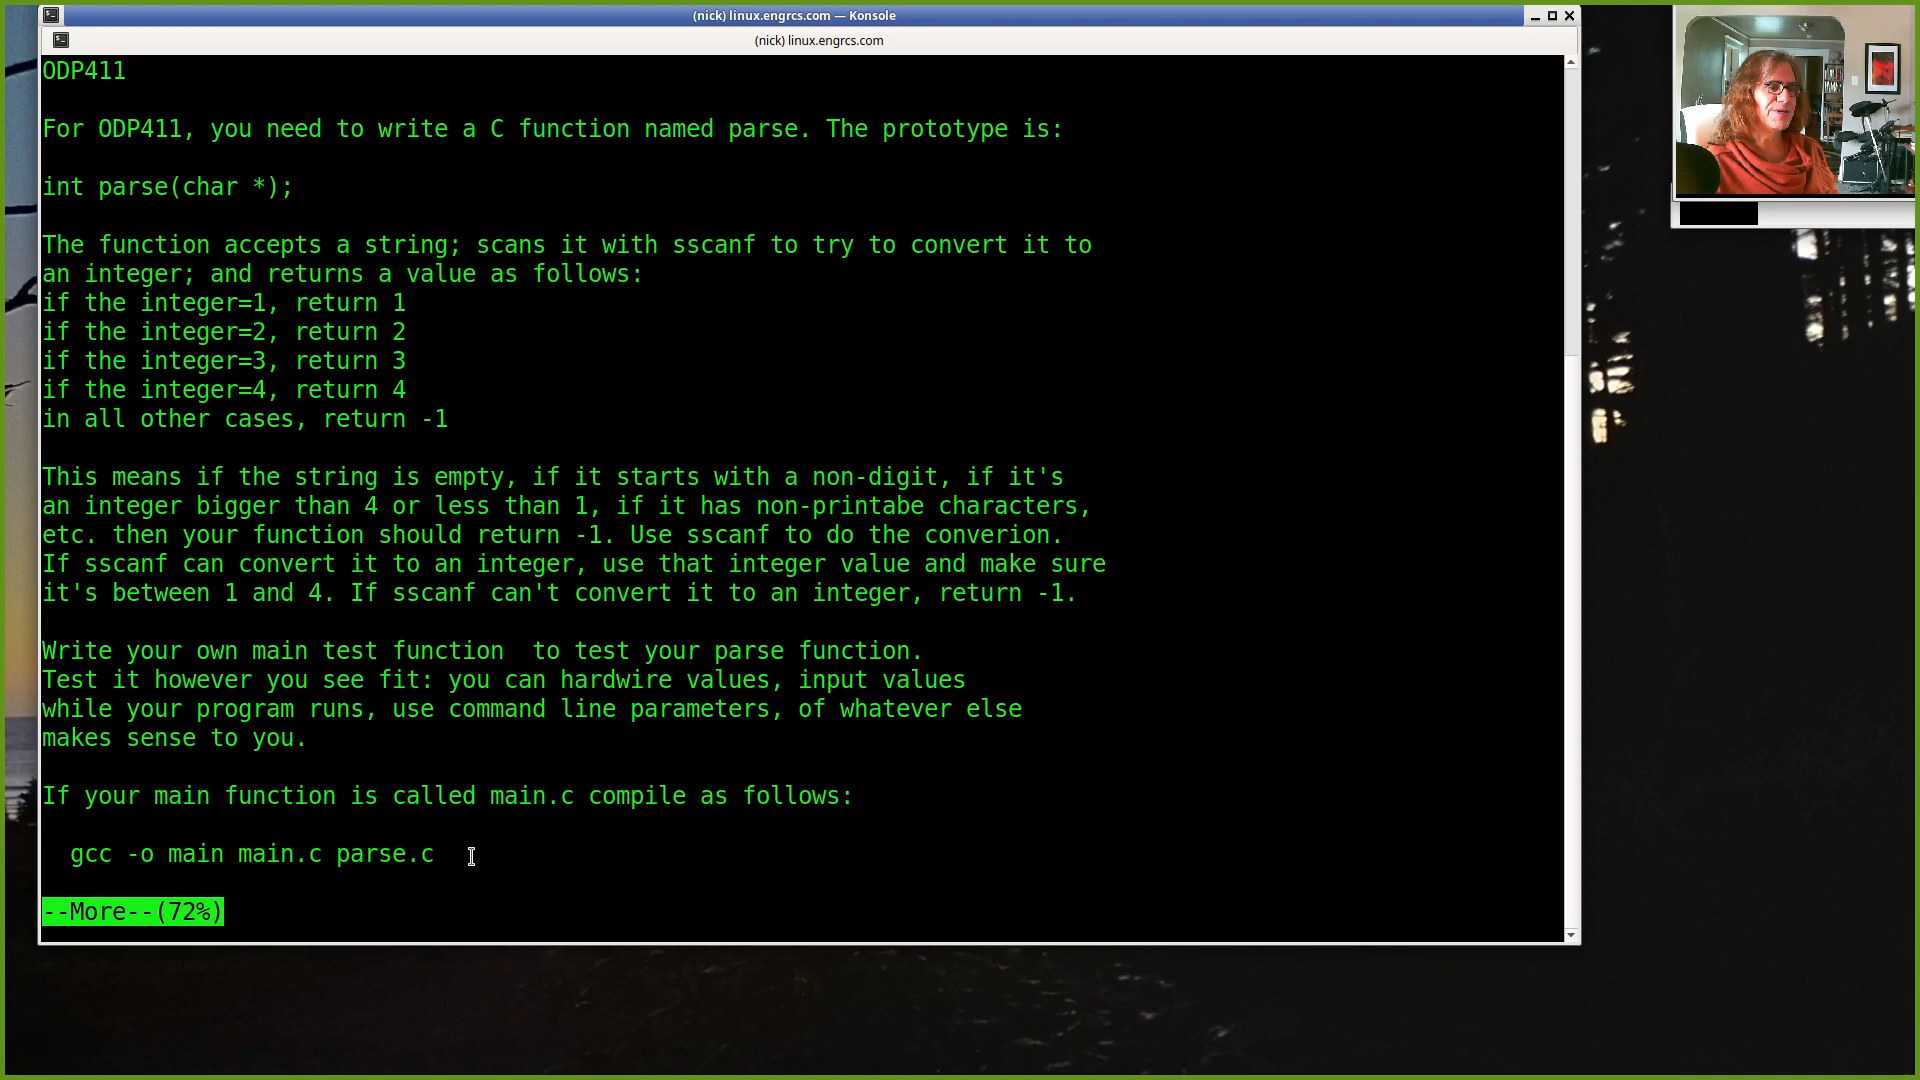 (nick) linux.engrcs.com — Konsole
(nick) linux.engrcs.com
ODP411
For ODP411, you need to write a C function named parse. The prototype is:
int parse(char *);
The function accepts a string; scans it with sscanf to try to convert it to
an integer; and returns a value as follows:
if the integer=1, return 1
if the integer=2, return 2
if the integer=3, return 3
if the integer=4, return 4
in all other cases, return -1
This means if the string is empty, if it starts with a non-digit, if it's
an integer bigger than 4 or less than 1, if it has non-printabe characters,
etc. then your function should return -1. Use sscanf to do the converion.
If sscanf can convert it to an integer, use that integer value and make sure
it's between 1 and 4. If sscanf can't convert it to an integer, return -1.
Write your own main test function  to test your parse function.
Test it however you see fit: you can hardwire values, input values
while your program runs, use command line parameters, of whatever else
makes sense to you.
If your main function is called main.c compile as follows:
  gcc -o main main.c parse.c
--More--(72%)